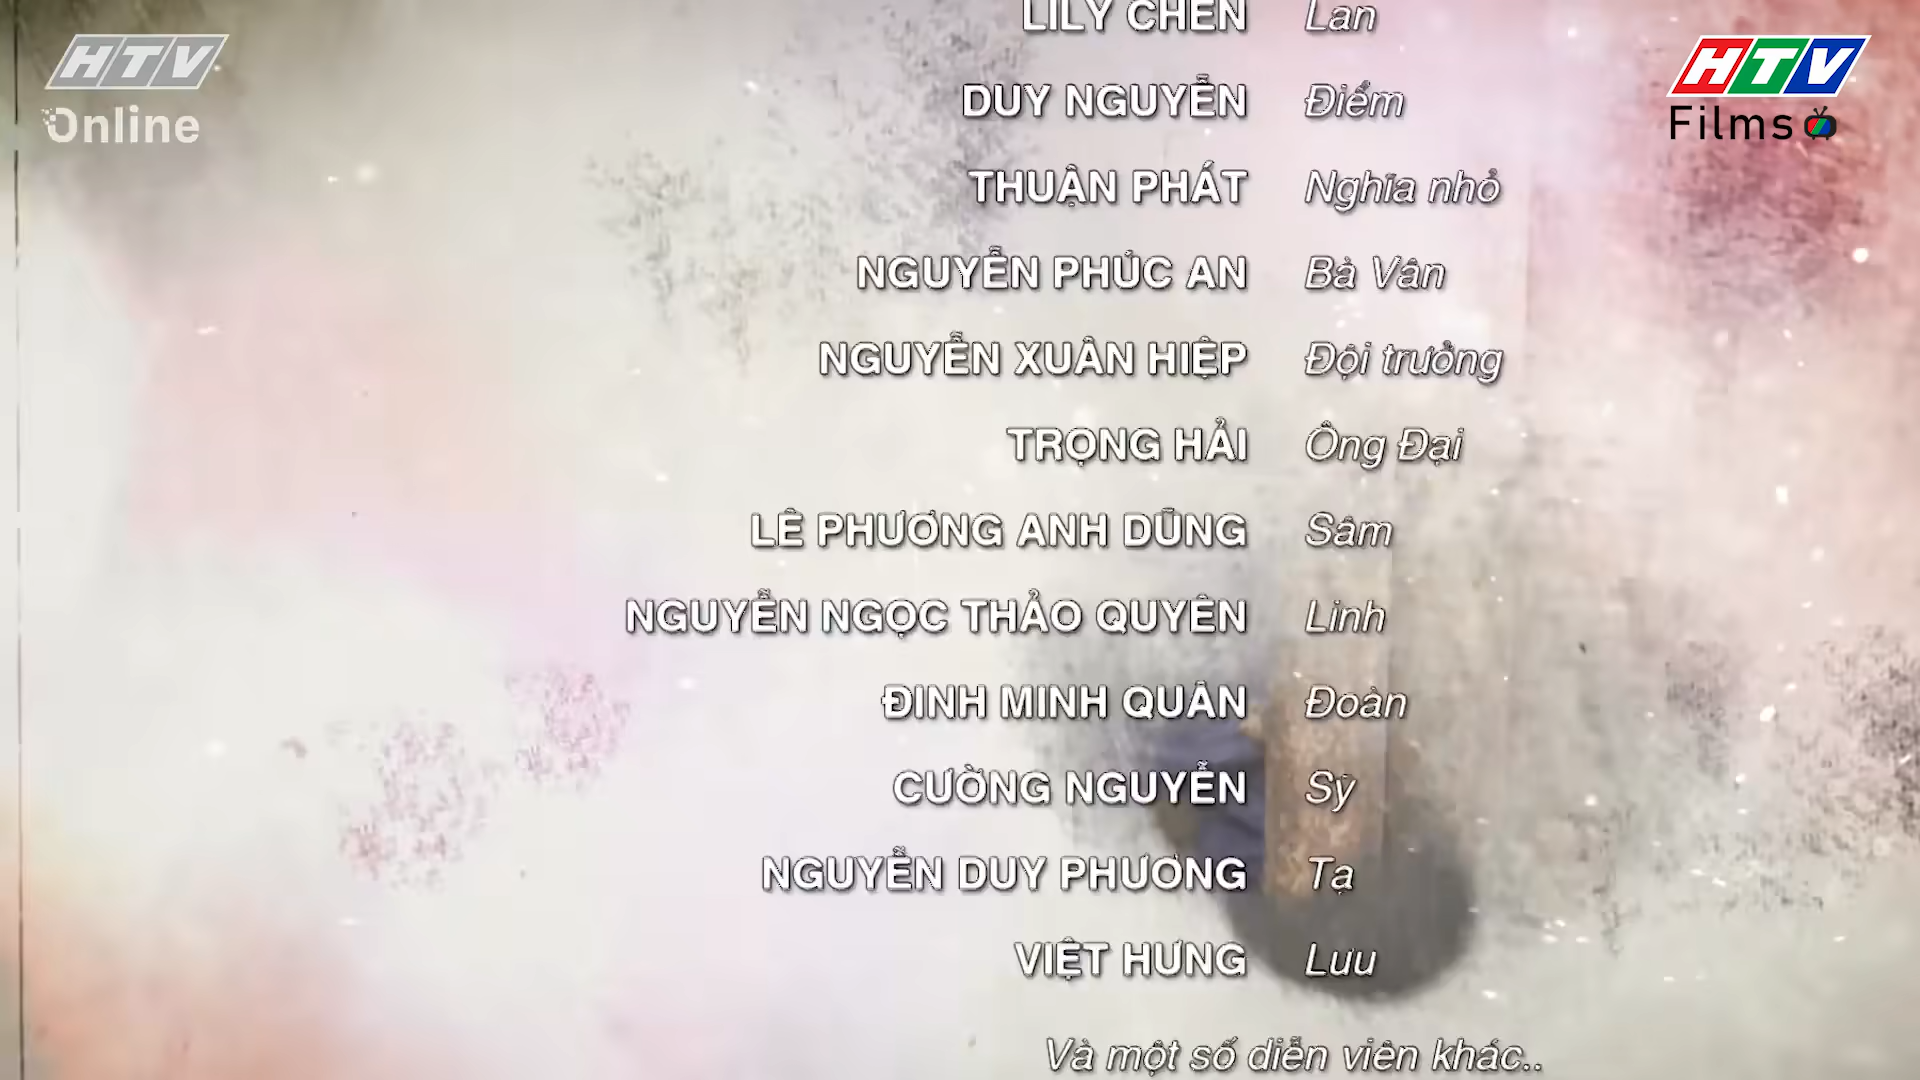 LILY CHEN Lan
HTV
Online
HTV
Films
DUY NGUYỄN Điểm
THUẬN PHÁT Nghĩa nhỏ
NGUYỄN PHÚC AN Bà Vân
NGUYỄN XUÂN HIỆP Đội trưởng
TRỌNG HẢI Ông Đại
LÊ PHƯƠNG ANH DŨNG Sâm
NGUYỄN NGỌC THẢO QUYÊN Linh
ĐINH MINH QUÂN Đoàn
CƯỜNG NGUYỄN Sỹ
NGUYỄN DUY PHƯƠNG Tạ
VIỆT HƯNG Lưu
Và một số diễn viên khác..